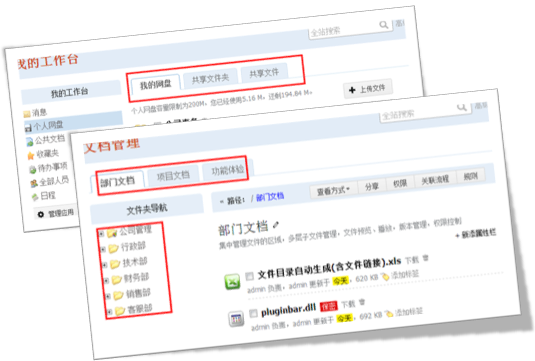 我的工作台
全站搜索
我的工作台
我的网盘 共享文件夹 共享文件
个人网盘容量限制为200M，您已经使用5.16 M，还剩194.84 M。
上传文件
消息
个人网盘
公共文档
收藏夹
待办事项
全部人员
日程
管理应用
文档管理
全站搜索
部门文档 项目文档 功能体验
文件夹导航
公司管理
行政部
技术部
财务部
销售部
客服部
路径： / 部门文档
查看方式 分享 权限 关联流程 规则
部门文档
集中管理文件的区域，多层子文件管理，文件预览、播放，版本管理，权限控制
+ 新添属性栏
文件目录自动生成(含文件链接).xls 下载
admin 负责，admin 更新于 今天，620 KB 添加标签
pluginbar.dll 保密 下载
admin 负责，admin 更新于 今天，692 KB 添加标签